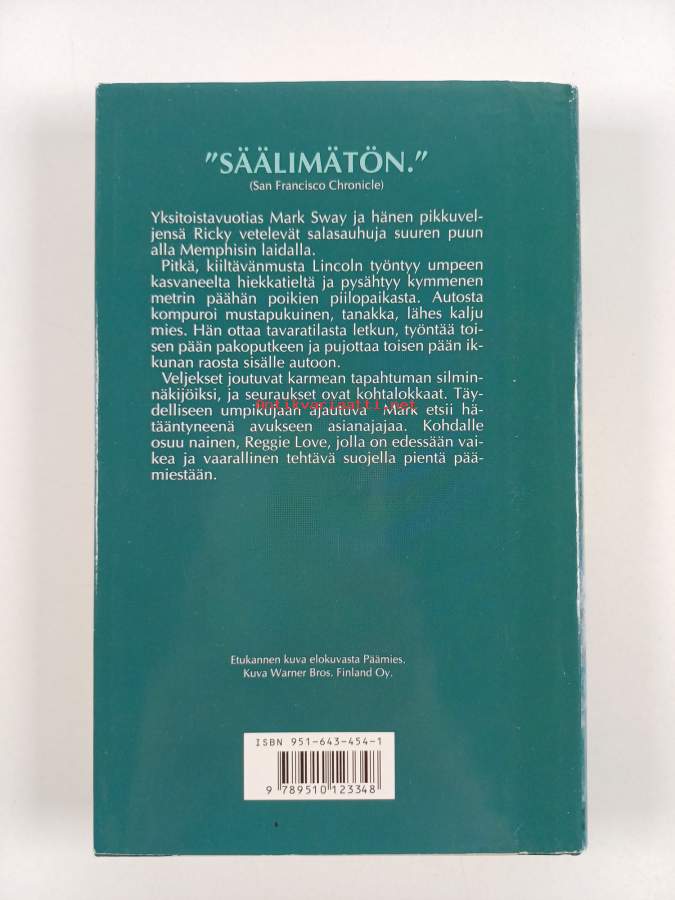 "SÄÄLIMÄTÖN."
(San Francisco Chronicle)
Yksitoistavuotias Mark Sway ja hänen pikkuvel-
jensä Ricky vetelevät salasauhuja suuren puun
alla Memphisin laidalla.
Pitkä, kiiltävänmusta Lincoln työntyy umpeen
kasvaneelta hiekkatieltä ja pysähtyy kymmenen
metrin päähän poikien piilopaikasta. Autosta
kompuroi mustapukuinen, tanakka, lähes kalju
mies. Hän ottaa tavaratilasta letkun, työntää toi-
sen pään pakoputkeen ja pujottaa toisen pään ik-
kunan raosta sisälle autoon.
Veljekset joutuvat karmean tapahtuman silmin-
näkijöiksi, ja seuraukset ovat kohtalokkaat. Täy-
Antikvariaatti.net
delliseen umpikujaan ajautuva Mark etsii hä-
tääntyneenä avukseen asianajajaa. Kohdalle
osuu nainen, Reggie Love, jolla on edessään vai-
kea ja vaarallinen tehtävä suojella pientä pää-
miestään.
Etukannen kuva elokuvasta Päämies.
Kuva Warner Bros. Finland Oy.
ISBN 951-643-454-1
9 789510 123348